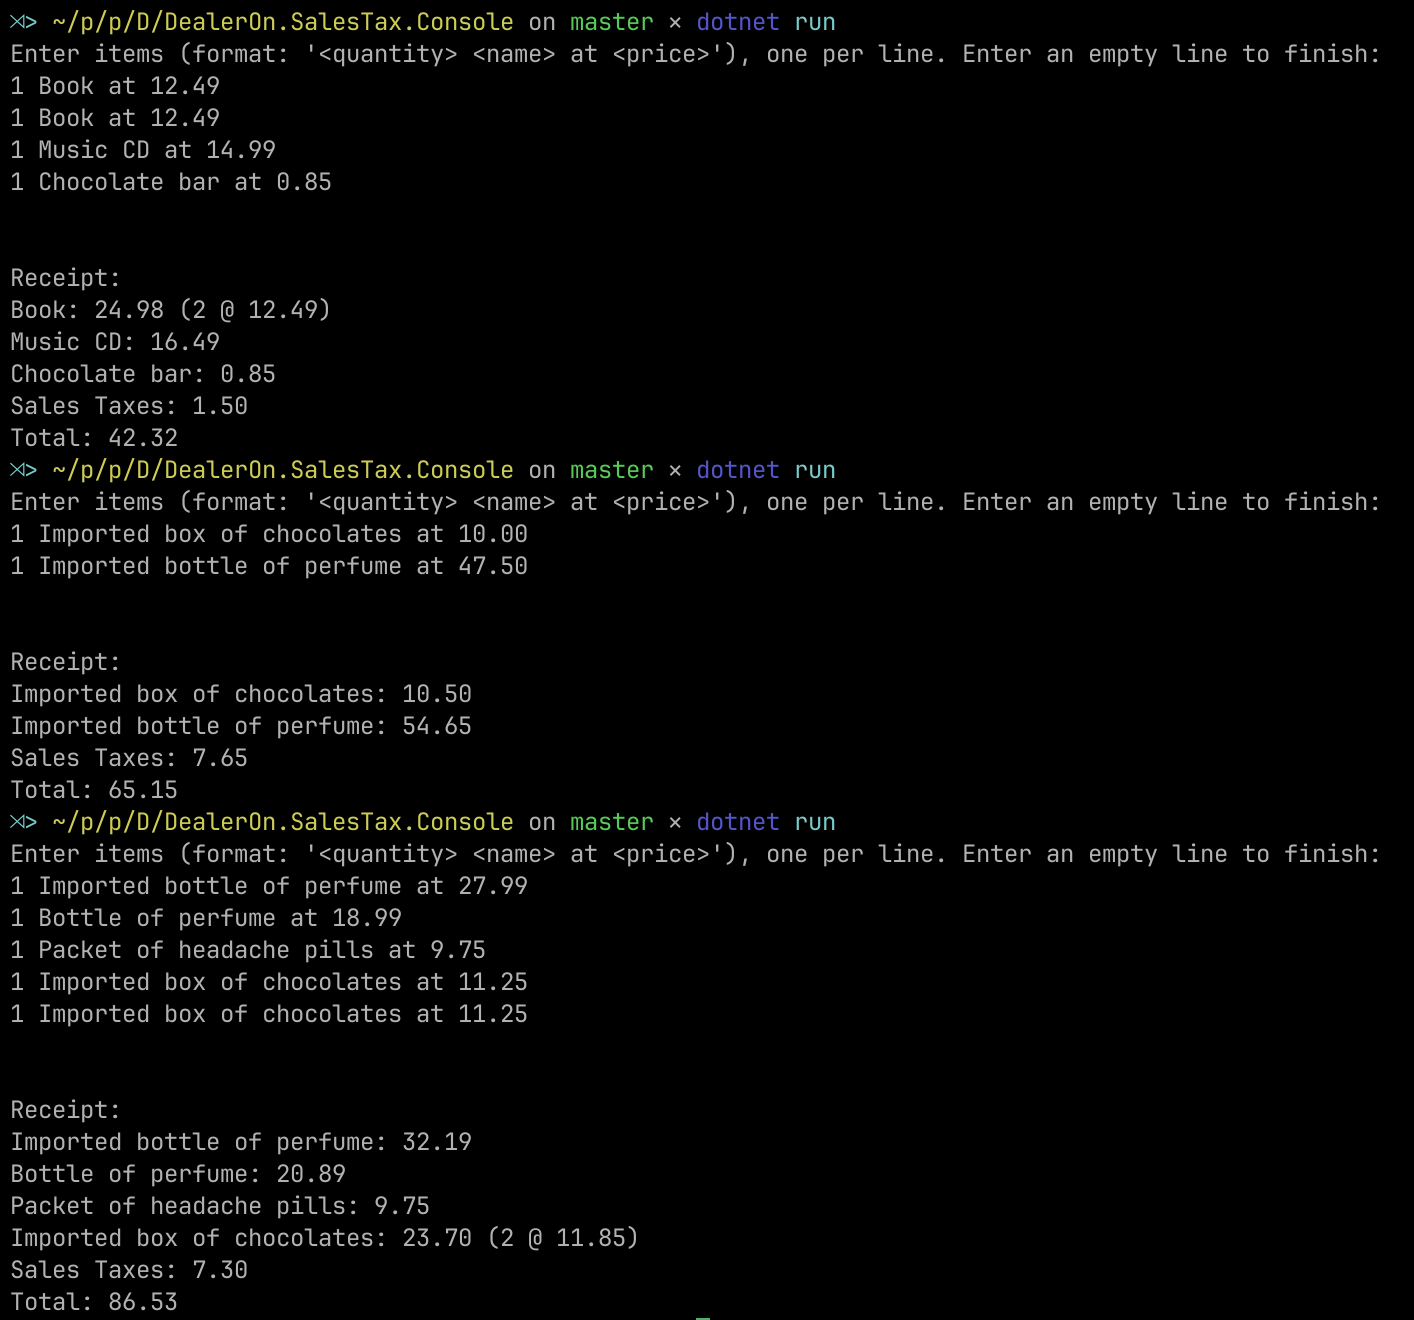 ⋊> ~/p/p/D/DealerOn.SalesTax.Console on master × dotnet run
Enter items (format: '<quantity> <name> at <price>'), one per line. Enter an empty line to finish:
1 Book at 12.49
1 Book at 12.49
1 Music CD at 14.99
1 Chocolate bar at 0.85
Receipt:
Book: 24.98 (2 @ 12.49)
Music CD: 16.49
Chocolate bar: 0.85
Sales Taxes: 1.50
Total: 42.32
⋊> ~/p/p/D/DealerOn.SalesTax.Console on master × dotnet run
Enter items (format: '<quantity> <name> at <price>'), one per line. Enter an empty line to finish:
1 Imported box of chocolates at 10.00
1 Imported bottle of perfume at 47.50
Receipt:
Imported box of chocolates: 10.50
Imported bottle of perfume: 54.65
Sales Taxes: 7.65
Total: 65.15
⋊> ~/p/p/D/DealerOn.SalesTax.Console on master × dotnet run
Enter items (format: '<quantity> <name> at <price>'), one per line. Enter an empty line to finish:
1 Imported bottle of perfume at 27.99
1 Bottle of perfume at 18.99
1 Packet of headache pills at 9.75
1 Imported box of chocolates at 11.25
1 Imported box of chocolates at 11.25
Receipt:
Imported bottle of perfume: 32.19
Bottle of perfume: 20.89
Packet of headache pills: 9.75
Imported box of chocolates: 23.70 (2 @ 11.85)
Sales Taxes: 7.30
Total: 86.53